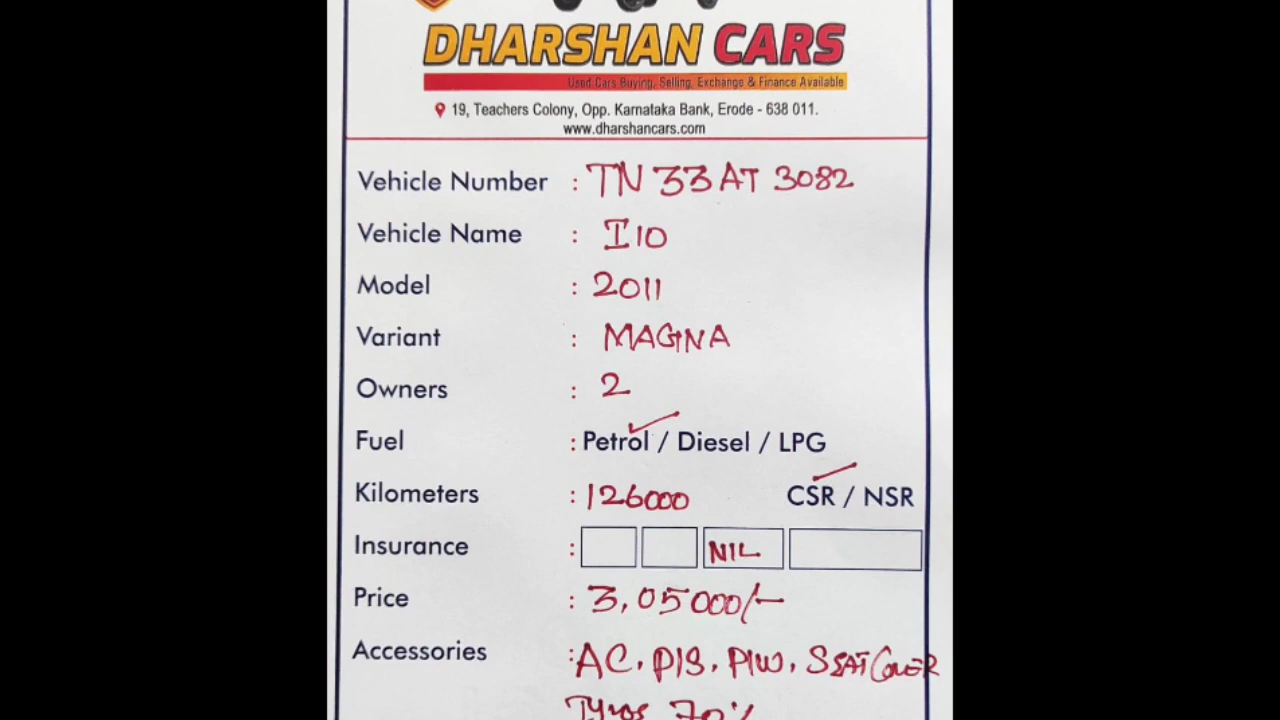 DHARSHAN CARS
Used Cars Buying, Selling, Exchange & Finance Available
19, Teachers Colony, Opp. Karnataka Bank, Erode - 638 011.
www.dharshancars.com
Vehicle Number : TN 33 AT 3082
Vehicle Name : I10
Model : 2011
Variant : MAGNA
Owners : 2
Fuel : Petrol / Diesel / LPG
Kilometers : 126000 CSR / NSR
Insurance : NIL
Price : 3,05000/-
Accessories : AC, P/S, P/W, SEAT COVER
Tyres 70%